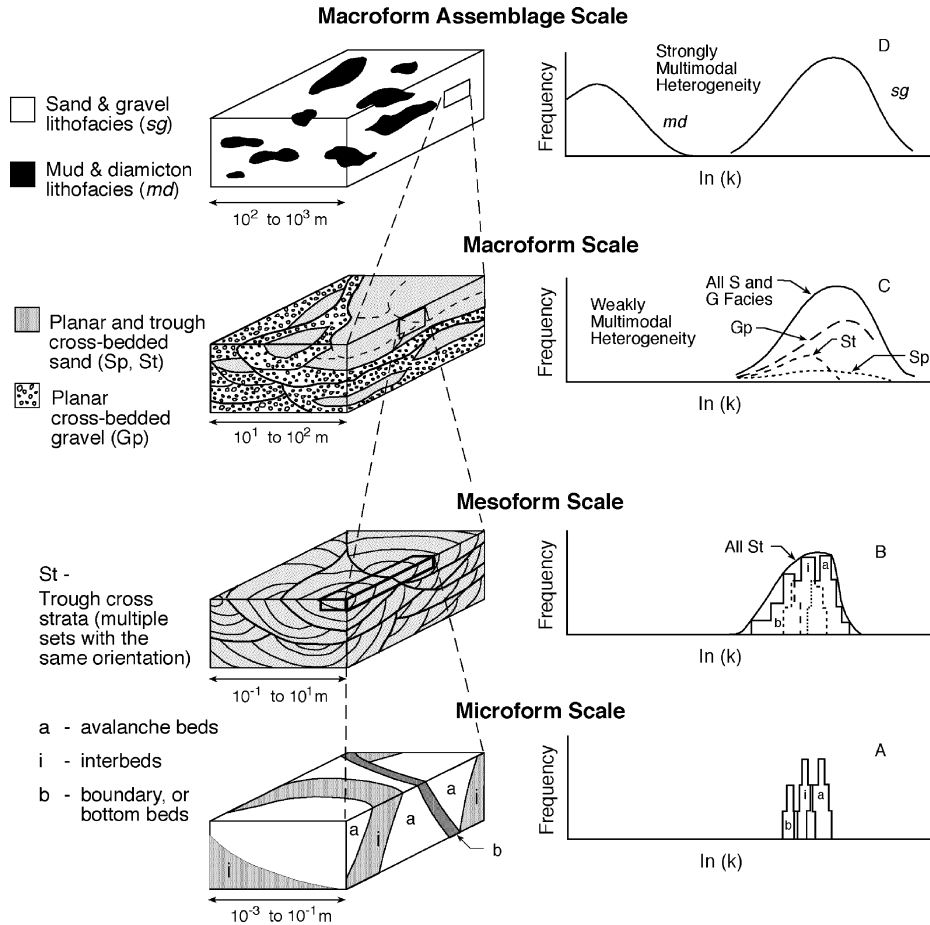 Macroform Assemblage Scale
Sand & gravel
lithofacies (sg)
Mud & diamicton
lithofacies (md)
10² to 10³ m
Frequency
Strongly
Multimodal
Heterogeneity
D
md
sg
ln (k)
Macroform Scale
Planar and trough
cross-bedded
sand (Sp, St)
Planar
cross-bedded
gravel (Gp)
10¹ to 10² m
Frequency
Weakly
Multimodal
Heterogeneity
All S and
G Facies
C
Gp
St
Sp
ln (k)
Mesoform Scale
St -
Trough cross
strata (multiple
sets with the
same orientation)
10⁻¹ to 10¹ m
Frequency
All St
B
i
a
b
ln (k)
Microform Scale
a - avalanche beds
i - interbeds
b - boundary, or
bottom beds
a
i
a
a
i
i
b
10⁻³ to 10⁻¹ m
Frequency
A
b
i
a
ln (k)